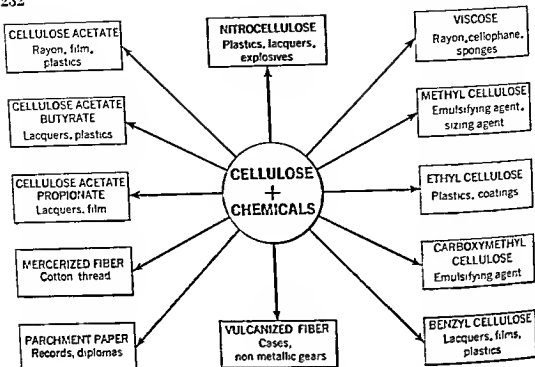 232
CELLULOSE ACETATE
Rayon, film,
plastics
NITROCELLULOSE
Plastics, lacquers,
explosives
VISCOSE
Rayon, cellophane,
sponges
CELLULOSE ACETATE
BUTYRATE
Lacquers, plastics
METHYL CELLULOSE
Emulsifying agent,
sizing agent
CELLULOSE
+
CHEMICALS
CELLULOSE ACETATE
PROPIONATE
Lacquers, film
ETHYL CELLULOSE
Plastics, coatings
MERCERIZED FIBER
Cotton thread
CARBOXYMETHYL
CELLULOSE
Emulsifying agent
PARCHMENT PAPER
Records, diplomas
VULCANIZED FIBER
Cases,
non metallic gears
BENZYL CELLULOSE
Lacquers, films,
plastics